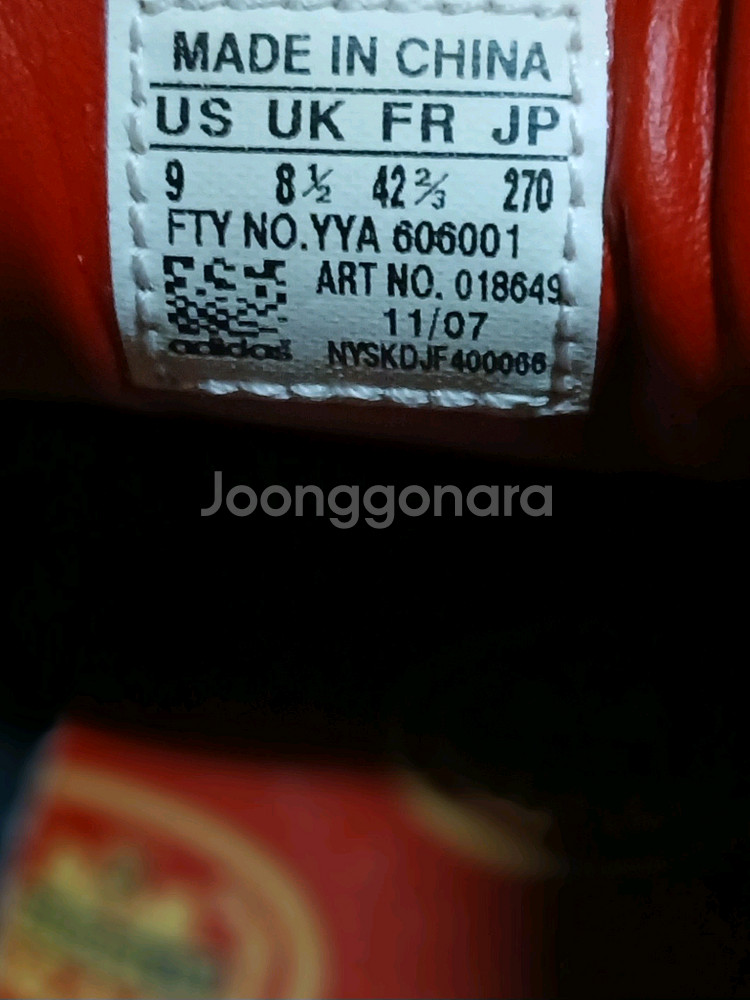 MADE IN CHINA
US UK FR JP
9 8½ 42⅔ 270
FTY NO.YYA 606001
ART NO. 018649
11/07
adidas NYSKDJF400066
Joonggonara